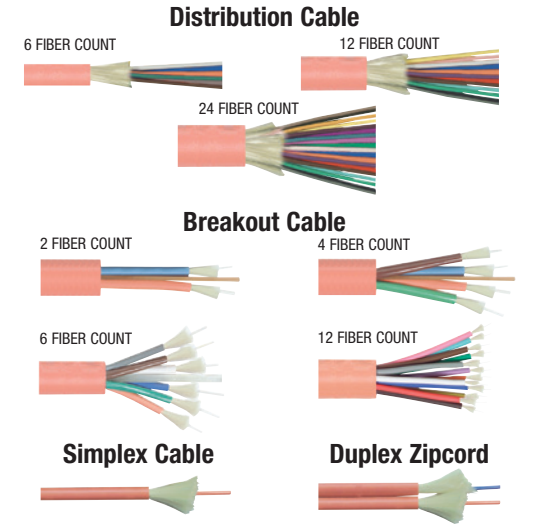 Distribution Cable
6 FIBER COUNT
12 FIBER COUNT
24 FIBER COUNT
Breakout Cable
2 FIBER COUNT
4 FIBER COUNT
6 FIBER COUNT
12 FIBER COUNT
Simplex Cable
Duplex Zipcord